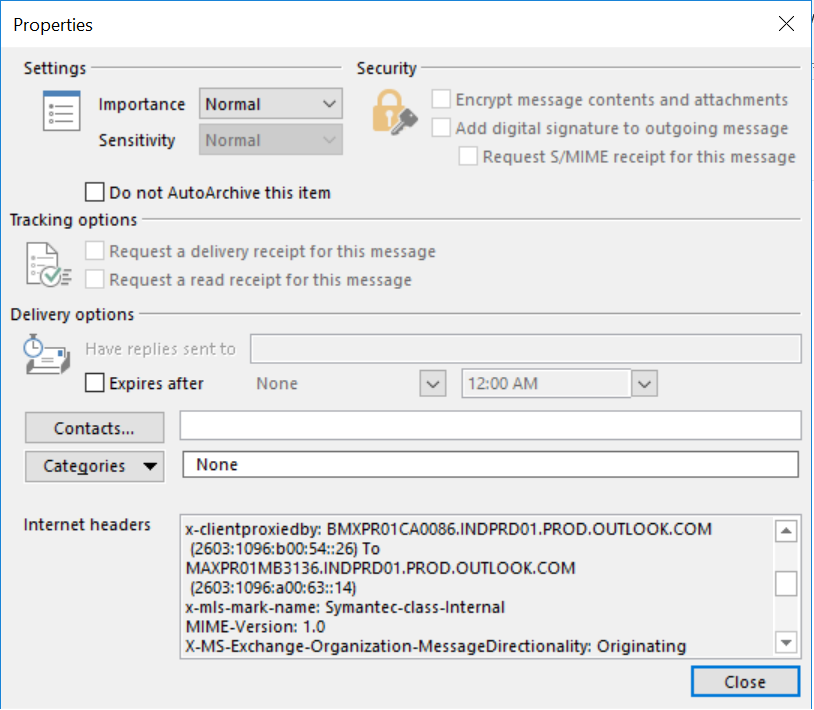 Properties
Settings
Security
Importance Normal
Sensitivity Normal
Encrypt message contents and attachments
Add digital signature to outgoing message
Request S/MIME receipt for this message
Do not AutoArchive this item
Tracking options
Request a delivery receipt for this message
Request a read receipt for this message
Delivery options
Have replies sent to
Expires after None 12:00 AM
Contacts...
Categories None
Internet headers
x-clientproxiedby: BMXPR01CA0086.INDPRD01.PROD.OUTLOOK.COM
(2603:1096:b00:54::26) To
MAXPR01MB3136.INDPRD01.PROD.OUTLOOK.COM
(2603:1096:a00:63::14)
x-mls-mark-name: Symantec-class-Internal
MIME-Version: 1.0
X-MS-Exchange-Organization-MessageDirectionality: Originating
Close